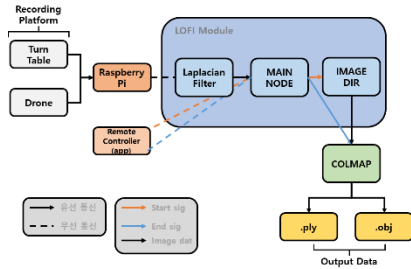 Recording
Platform
LOFI Module
Turn
Table
Raspberry
Pi
Laplacian
Filter
MAIN
NODE
IMAGE
DIR
Drone
Remote
Controller
(app)
COLMAP
유선 통신
무선 통신
Start sig
End sig
Image dat
.ply
.obj
Output Data